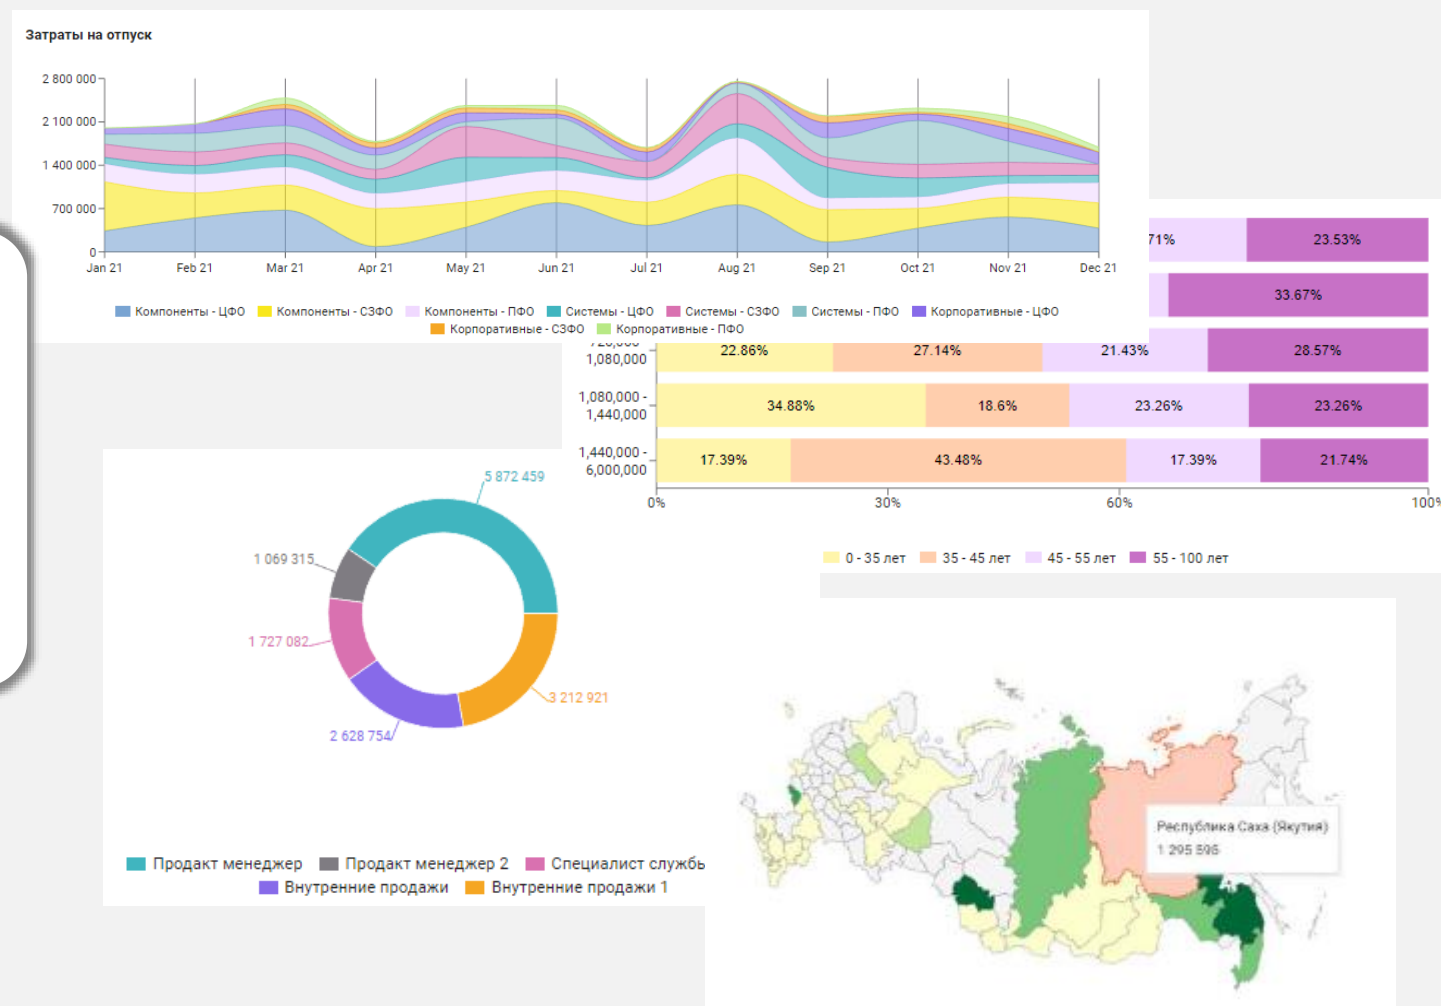 Затраты на отпуск
2 800 000
2 100 000
1 400 000
700 000
0
Jan 21 Feb 21 Mar 21 Apr 21 May 21 Jun 21 Jul 21 Aug 21 Sep 21 Oct 21 Nov 21 Dec 21
Компоненты - ЦФО Компоненты - СЗФО Компоненты - ПФО Системы - ЦФО Системы - СЗФО Системы - ПФО Корпоративные - ЦФО
Корпоративные - СЗФО Корпоративные - ПФО
71% 23.53%
33.67%
1,080,000 22.86% 27.14% 21.43% 28.57%
1,080,000 -
1,440,000 34.88% 18.6% 23.26% 23.26%
1,440,000 -
6,000,000 17.39% 43.48% 17.39% 21.74%
0% 30% 60% 100%
0 - 35 лет 35 - 45 лет 45 - 55 лет 55 - 100 лет
5 872 459
1 069 315
1 727 082
3 212 921
2 628 754
Продакт менеджер Продакт менеджер 2 Специалист службы
Внутренние продажи Внутренние продажи 1
Республика Саха (Якутия)
1 295 595